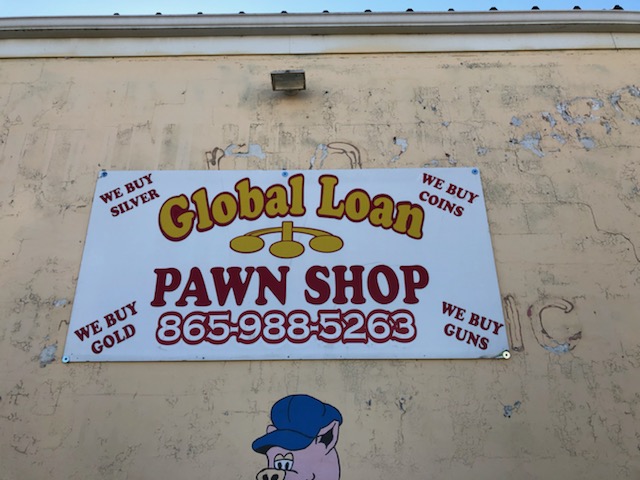 WE BUY
SILVER
Global Loan
WE BUY
COINS
PAWN SHOP
865-988-5263
WE BUY
GOLD
WE BUY
GUNS